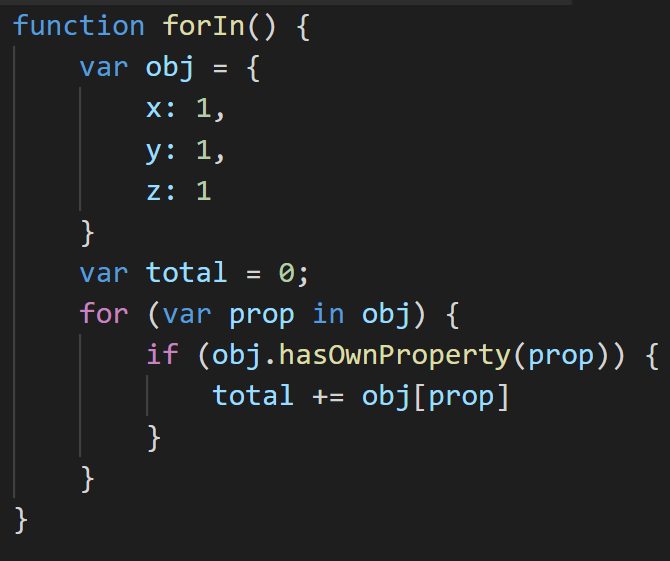 function forIn() {
    var obj = {
        x: 1,
        y: 1,
        z: 1
    }
    var total = 0;
    for (var prop in obj) {
        if (obj.hasOwnProperty(prop)) {
            total += obj[prop]
        }
    }
}